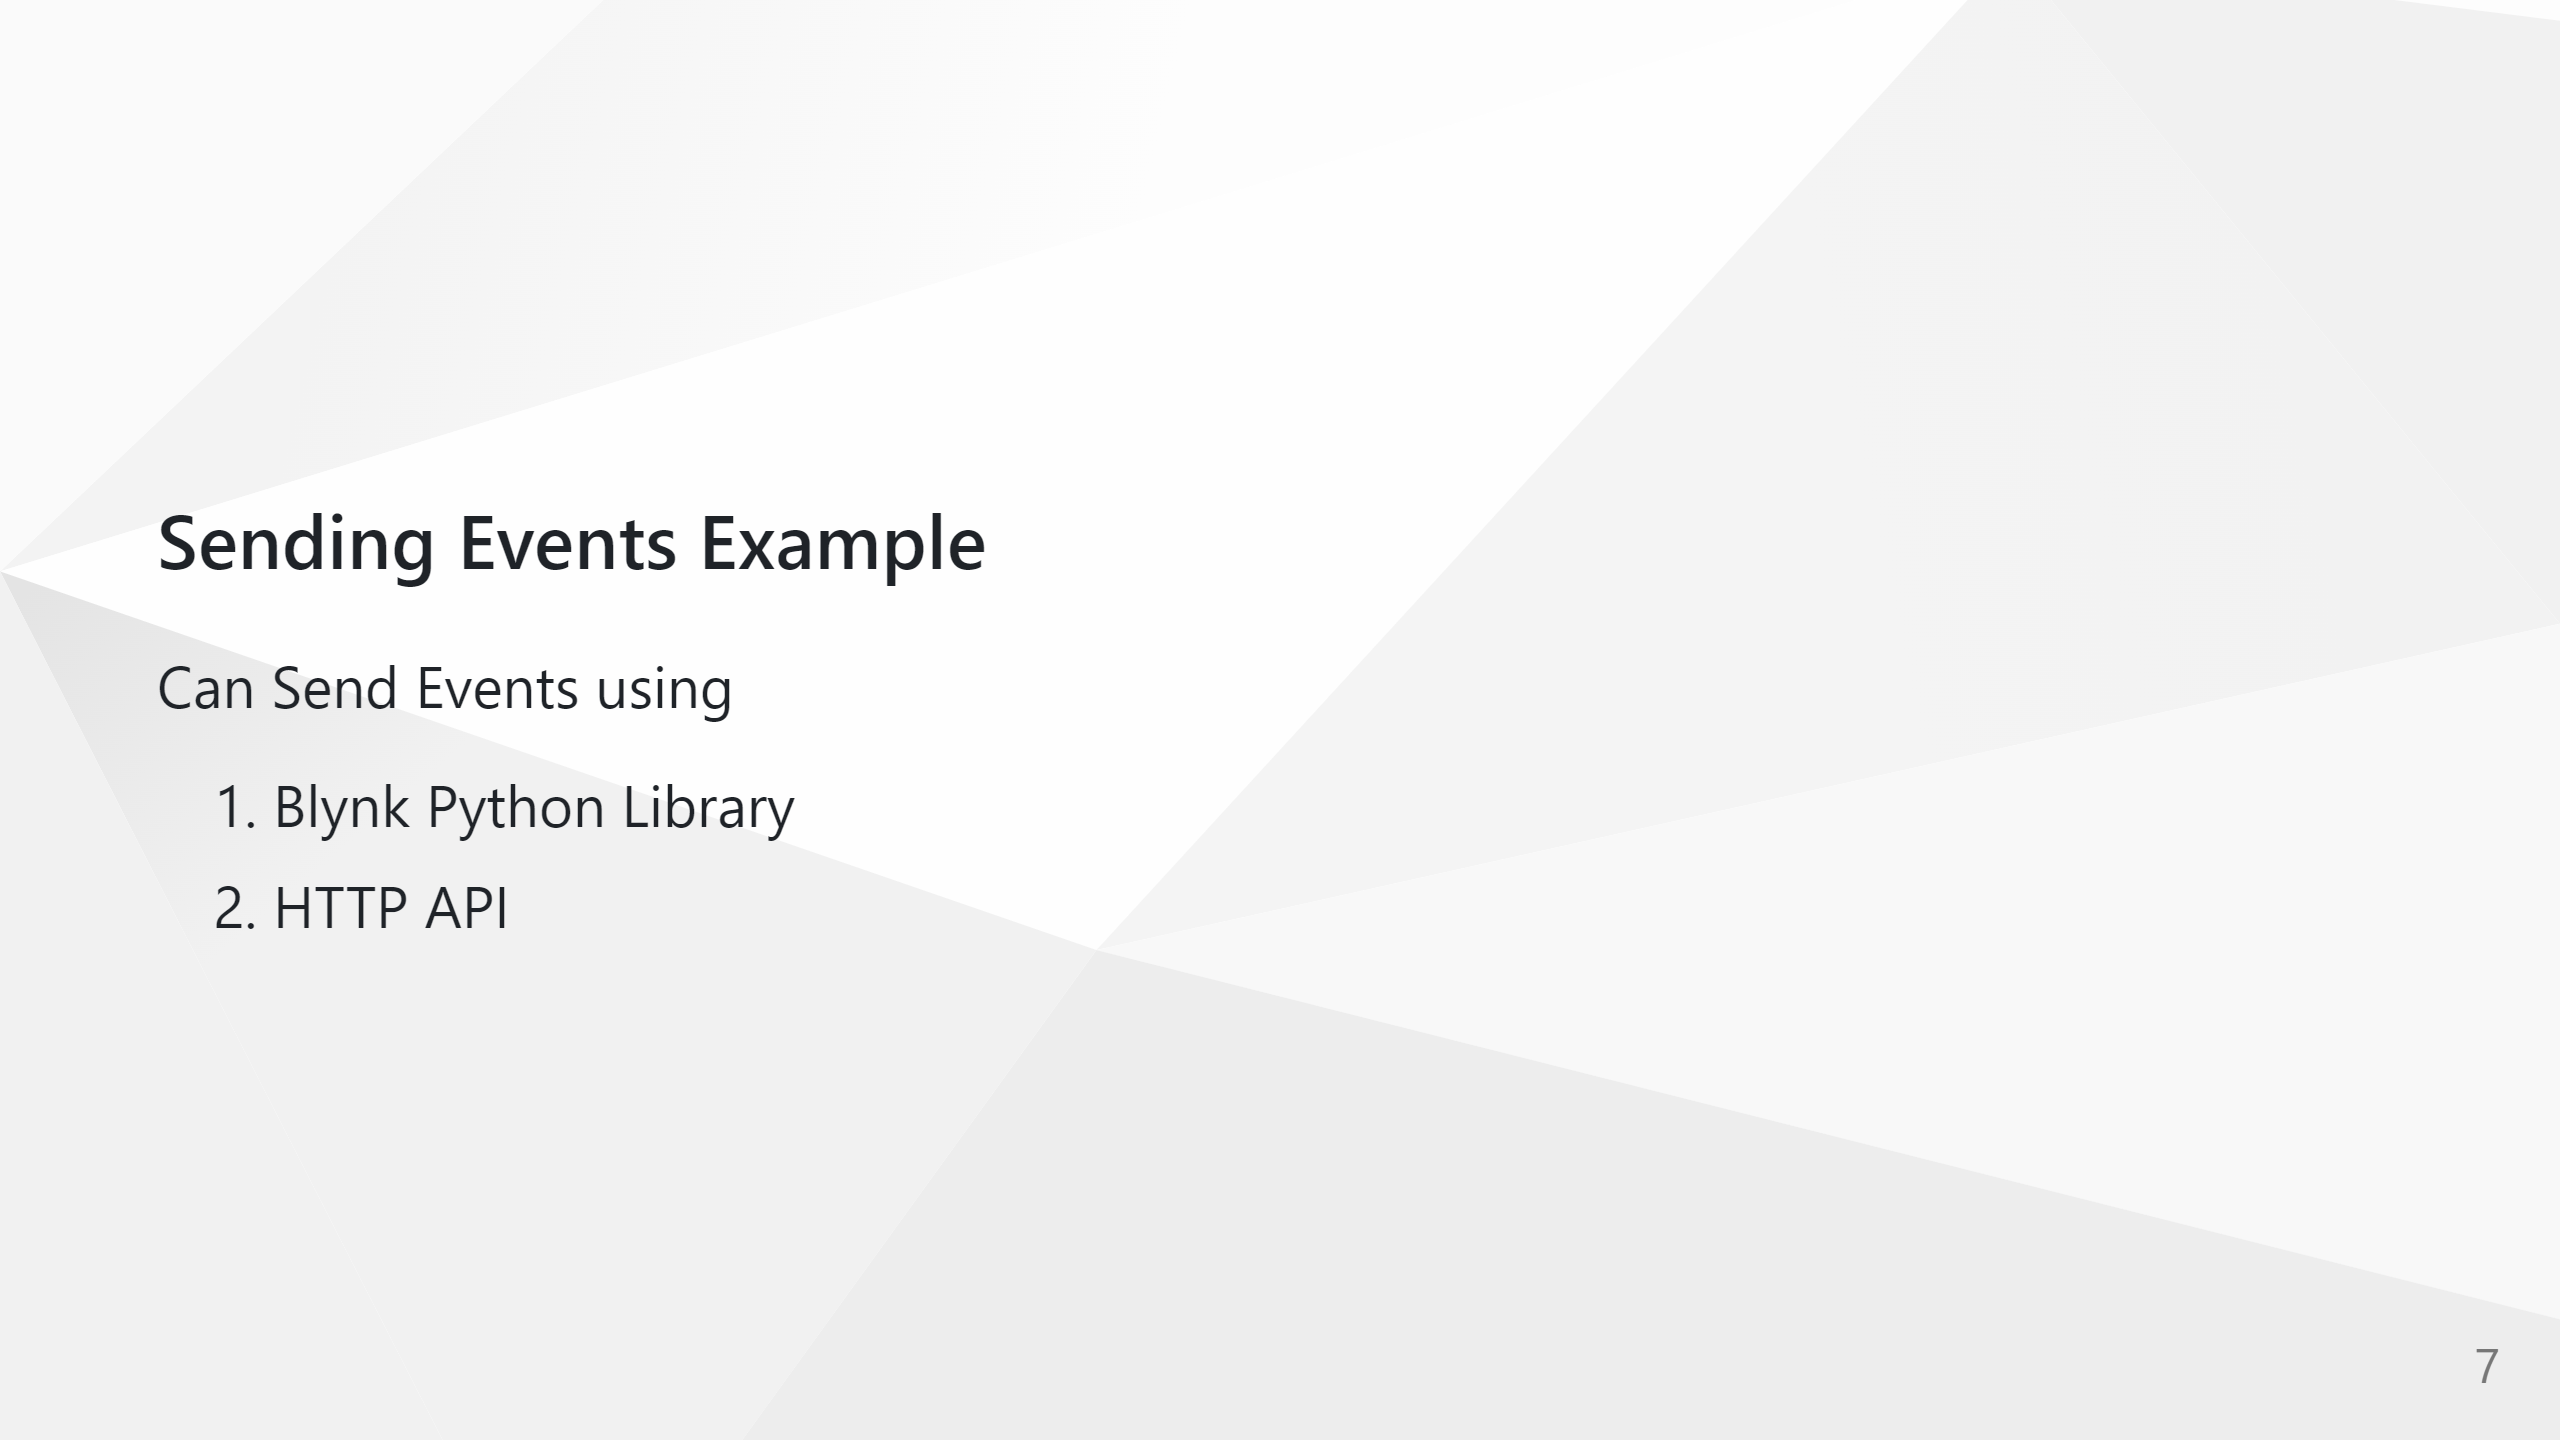 Sending Events Example
Can Send Events using
1. Blynk Python Library
2. HTTP API
7